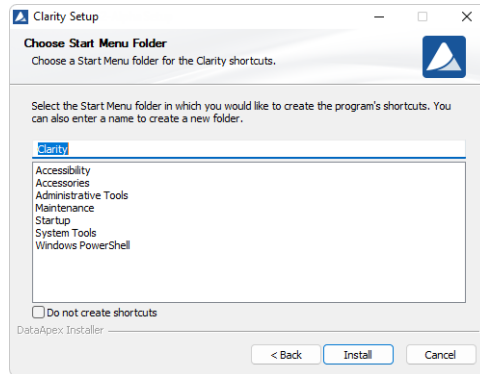 Clarity Setup
Choose Start Menu Folder
Choose a Start Menu folder for the Clarity shortcuts.
Select the Start Menu folder in which you would like to create the program's shortcuts. You
can also enter a name to create a new folder.
Clarity
Accessibility
Accessories
Administrative Tools
Maintenance
Startup
System Tools
Windows PowerShell
Do not create shortcuts
DataApex Installer
< Back Install Cancel